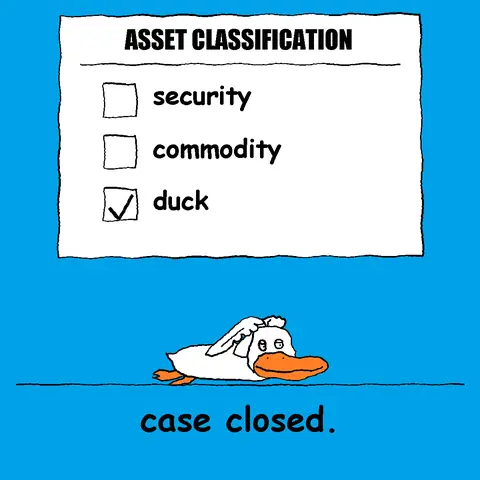 ASSET CLASSIFICATION
security
commodity
duck
case closed.